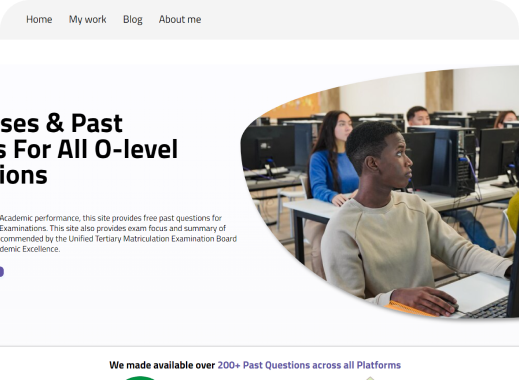 Home My work Blog About me
ses & Past
s For All O-level
ions
Academic performance, this site provides free past questions for
Examinations. This site also provides exam focus and summary of
commended by the Unified Tertiary Matriculation Examination Board
demic Excellence.
We made available over 200+ Past Questions across all Platforms